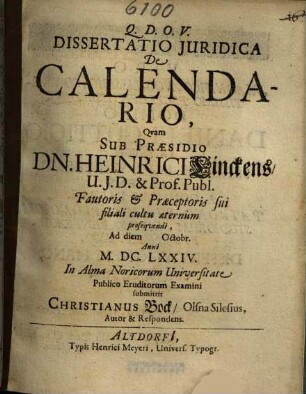 6100
Q. D. O. V.
DISSERTATIO JURIDICA
De
CALENDA-
RIO,
Qvam
SUB PRÆSIDIO
DN. HEINRICI Linckens/
U. J. D. & Prof. Publ.
Fautoris & Præceptoris sui
filiali cultu æternum
prosequendi,
Ad diem Octobr.
Anni
M. DC. LXXIV.
In Alma Noricorum Universitate
Publico Eruditorum Examini
submittit
CHRISTIANUS Bock/ Olsna Silesius,
Autor & Respondens.
ALTDORFI,
Typis Henrici Meyeri, Univers. Typogr.